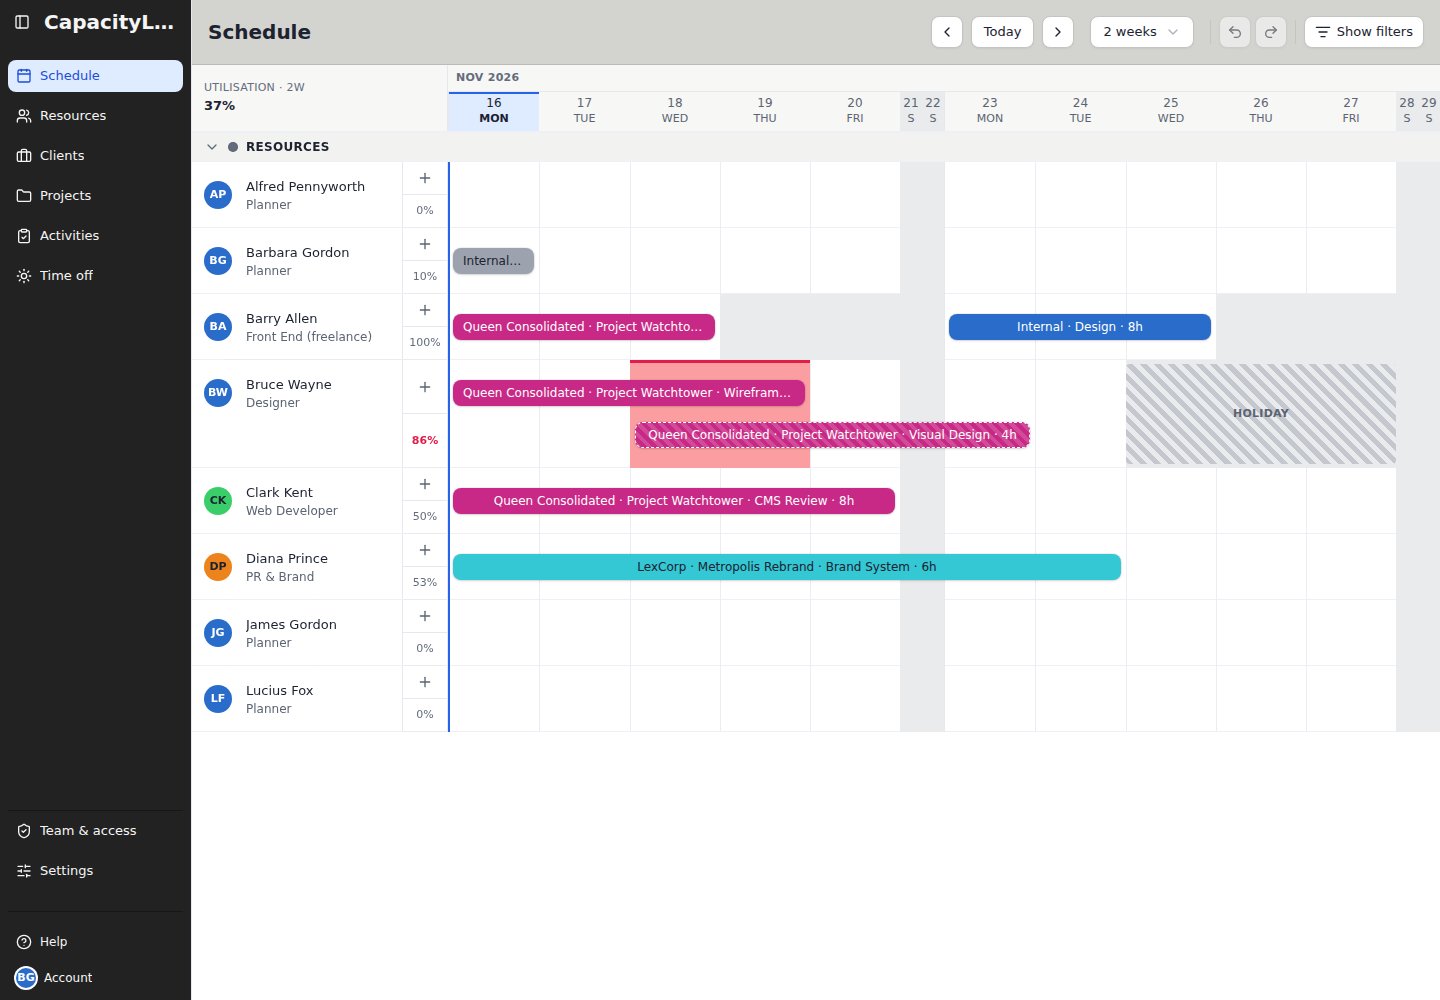 CapacityL…
Schedule
Resources
Clients
Projects
Activities
Time off
Team & access
Settings
Help
BG Account
Schedule
Today
2 weeks
Show filters
UTILISATION · 2W
37%
NOV 2026
16 17 18 19 20 21 22 23 24 25 26 27 28 29
MON TUE WED THU FRI S S MON TUE WED THU FRI S S
RESOURCES
AP Alfred Pennyworth
Planner
0%
BG Barbara Gordon
Planner
10%
Internal…
BA Barry Allen
Front End (freelance)
100%
Queen Consolidated · Project Watchto…
Internal · Design · 8h
BW Bruce Wayne
Designer
86%
Queen Consolidated · Project Watchtower · Wirefram…
Queen Consolidated · Project Watchtower · Visual Design · 4h
HOLIDAY
CK Clark Kent
Web Developer
50%
Queen Consolidated · Project Watchtower · CMS Review · 8h
DP Diana Prince
PR & Brand
53%
LexCorp · Metropolis Rebrand · Brand System · 6h
JG James Gordon
Planner
0%
LF Lucius Fox
Planner
0%